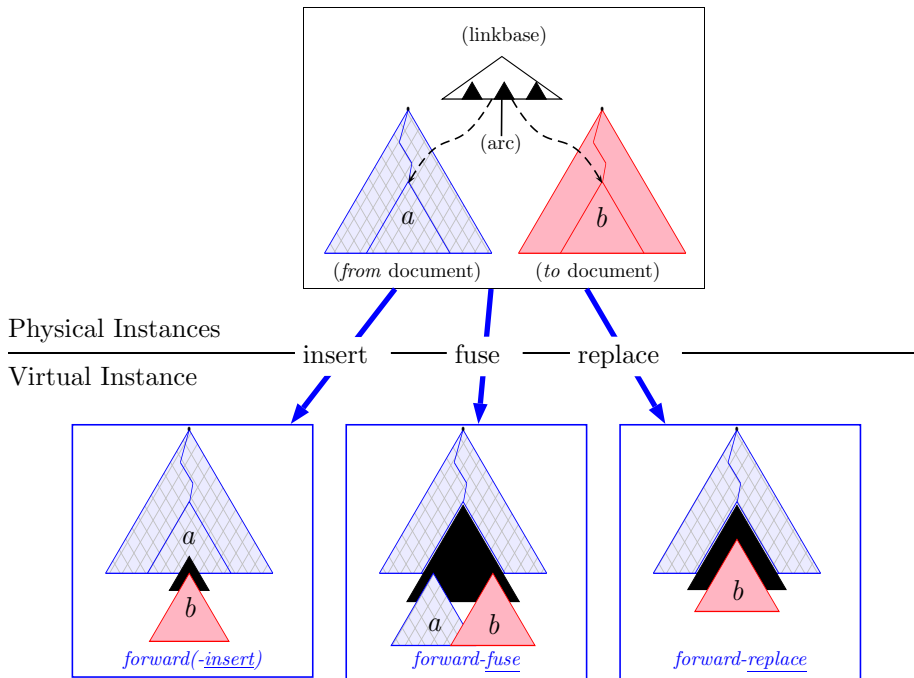 (linkbase)
(arc)
a
b
(from document)
(to document)
Physical Instances
insert
fuse
replace
Virtual Instance
a
b
forward(-insert)
a
b
forward-fuse
b
forward-replace